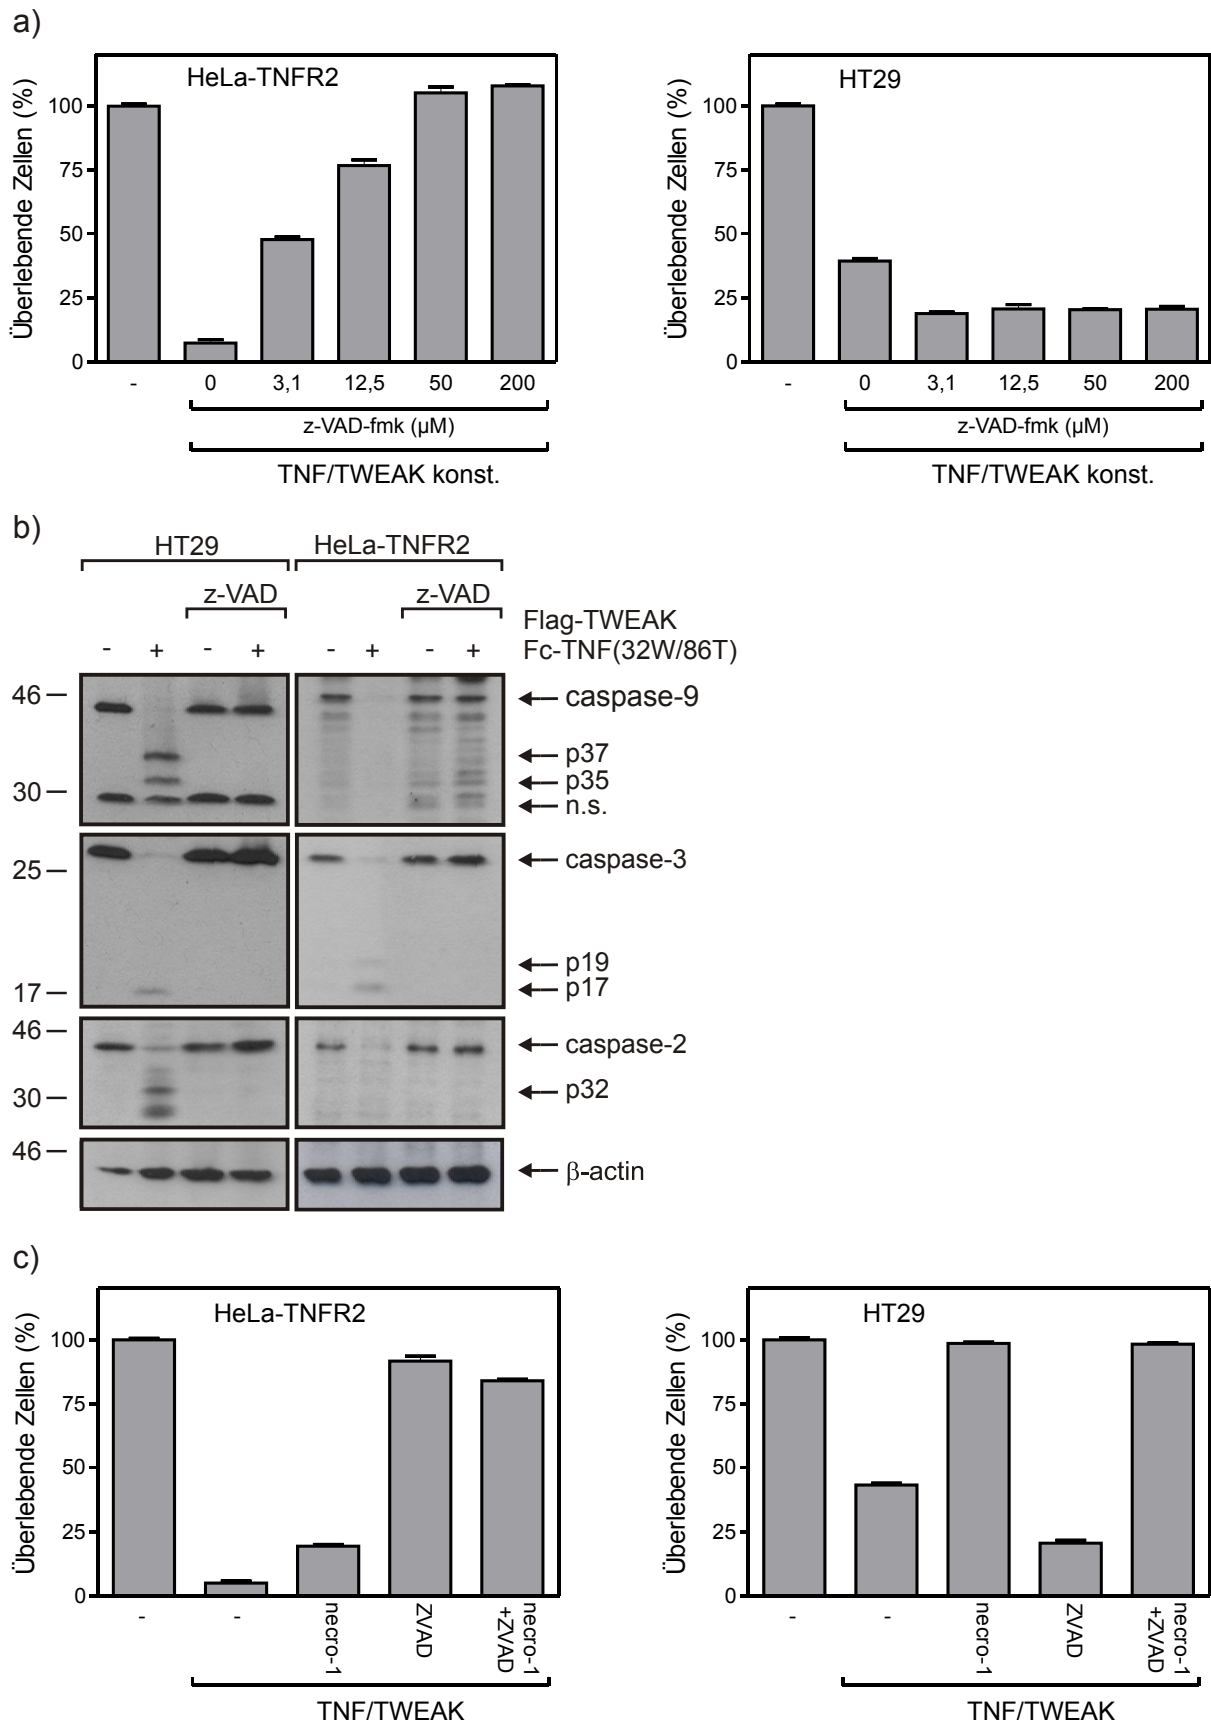 a)
HeLa-TNFR2
Überlebende Zellen (%)
100
75
50
25
0
- 0 3,1 12,5 50 200
z-VAD-fmk (µM)
TNF/TWEAK konst.
HT29
Überlebende Zellen (%)
100
75
50
25
0
- 0 3,1 12,5 50 200
z-VAD-fmk (µM)
TNF/TWEAK konst.
b)
HT29 HeLa-TNFR2
z-VAD z-VAD
Flag-TWEAK
- + - + - + - + Fc-TNF(32W/86T)
46 caspase-9
p37
p35
30
n.s.
caspase-3
25
p19
17 p17
46
caspase-2
30 p32
46
β-actin
c)
HeLa-TNFR2
Überlebende Zellen (%)
100
75
50
25
0
- - necro-1 ZVAD necro-1
+ZVAD
TNF/TWEAK
HT29
Überlebende Zellen (%)
100
75
50
25
0
- - necro-1 ZVAD necro-1
+ZVAD
TNF/TWEAK